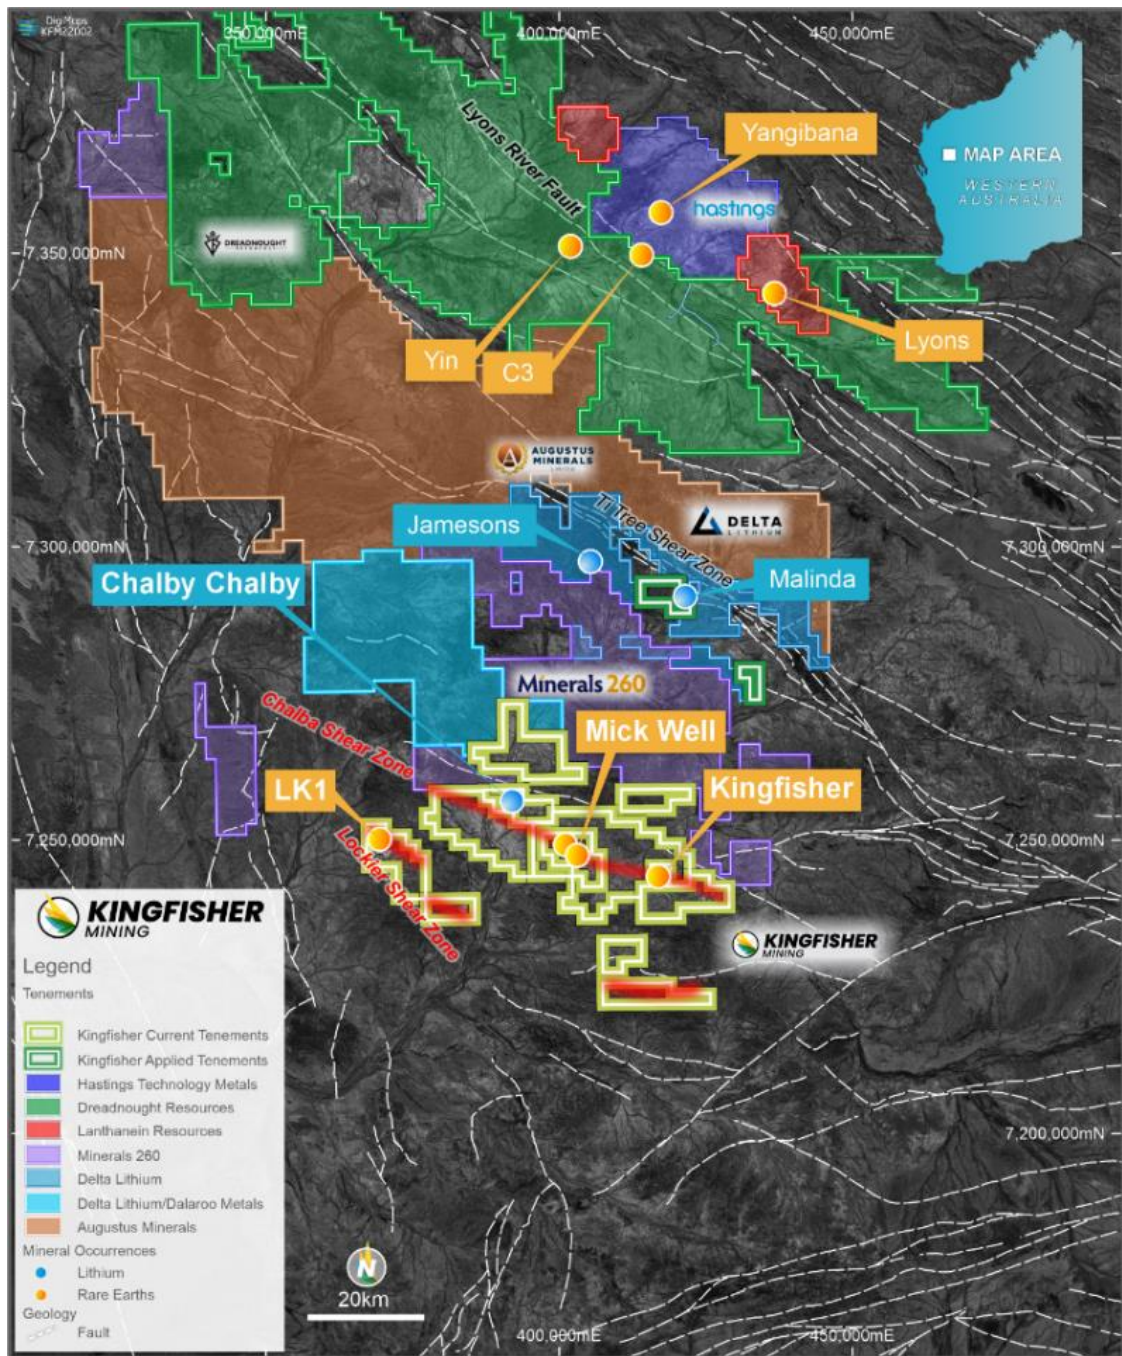 Dig Maps
KFM22002
350,000mE
400,000mE
450,000mE
Lyons River Fault
Yangibana
MAP AREA
WESTERN
AUSTRALIA
hastings
DREADNOUGHT
7,350,000mN
Yin
C3
Lyons
AUGUSTUS
MINERALS
DELTA
LITHIUM
Ti Tree Shear Zone
Jamesons
7,300,000mN
7,300,000mN
Chalby Chalby
Malinda
Minerals 260
Chalba Shear Zone
Mick Well
LK1
Kingfisher
7,250,000mN
7,250,000mN
Lockier Shear Zone
KINGFISHER
MINING
KINGFISHER
MINING
Legend
Tenements
Kingfisher Current Tenements
Kingfisher Applied Tenements
Hastings Technology Metals
Dreadnought Resources
Lanthanein Resources
Minerals 260
Delta Lithium
Delta Lithium/Dalaroo Metals
Augustus Minerals
Mineral Occurrences
Lithium
Rare Earths
Geology
Fault
7,200,000mN
N
20km
400,000mE
450,000mE